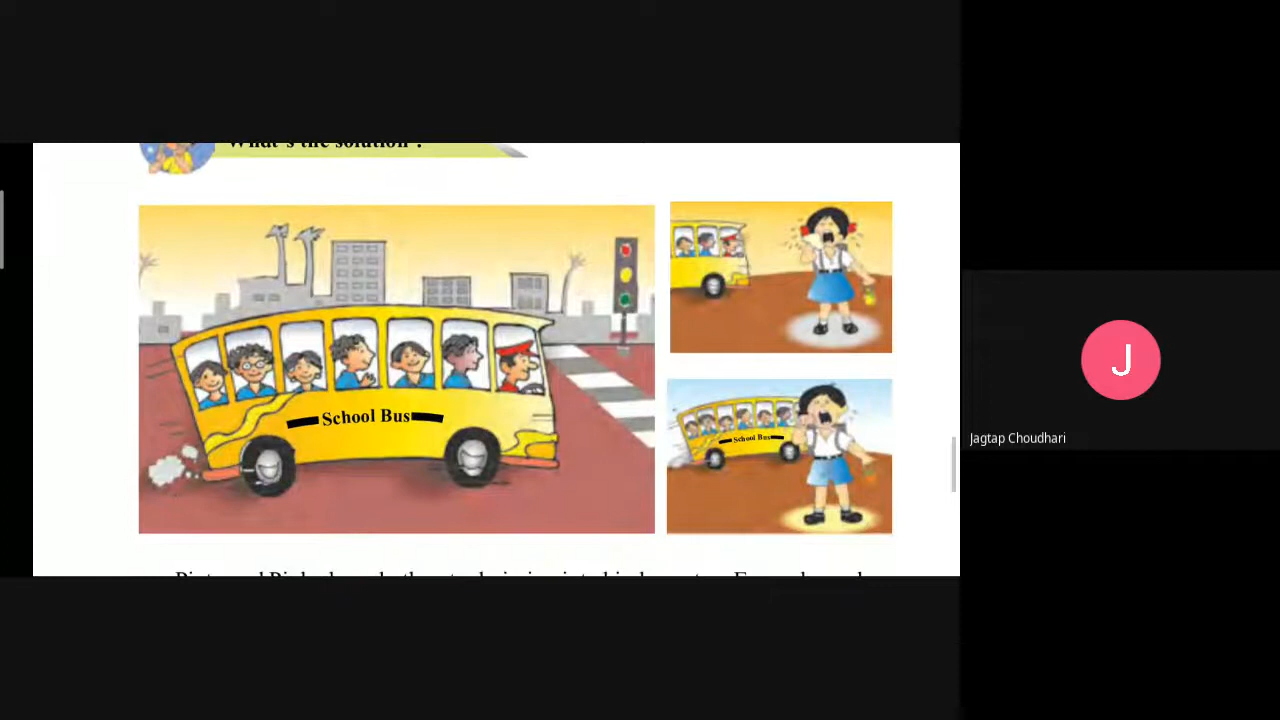 What's the solution ?
School Bus
School Bus
Jagtap Choudhari
J